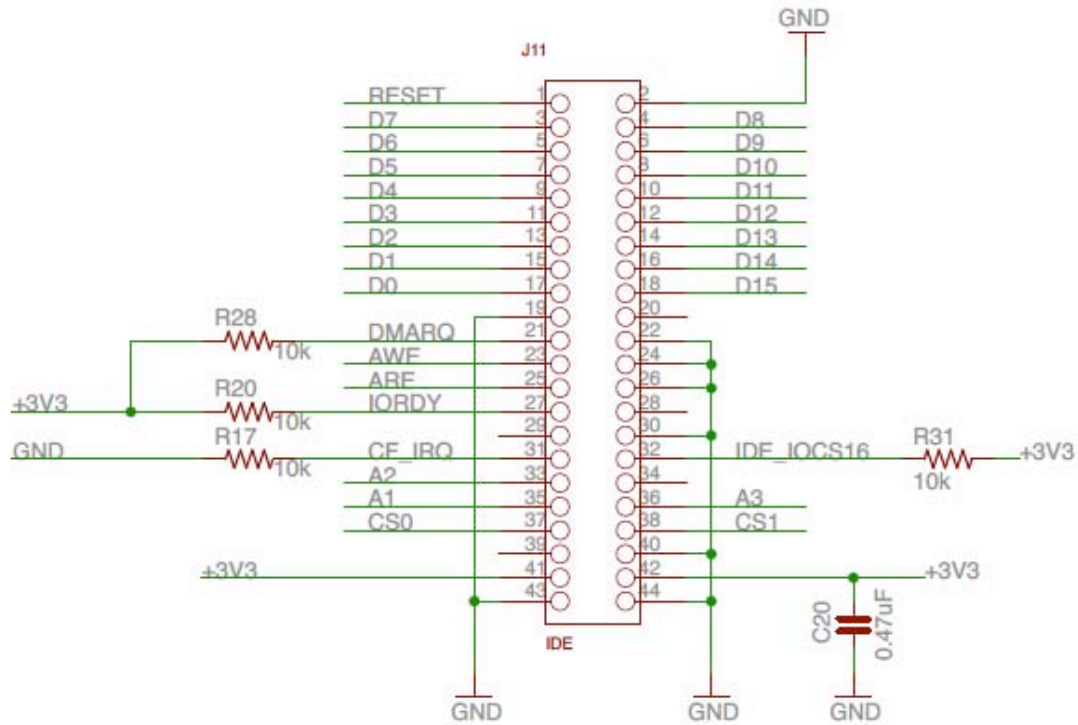 GND
J11
RESET 1 2
D7 3 4 D8
D6 5 6 D9
D5 7 8 D10
D4 9 10 D11
D3 11 12 D12
D2 13 14 D13
D1 15 16 D14
D0 17 18 D15
19 20
R28 10k DMARQ 21 22
AWE 23 24
ARE 25 26
+3V3 R20 10k IORDY 27 28
29 30
GND R17 10k CF_IRQ 31 32 IDE_IOCS16 R31 10k +3V3
A2 33 34
A1 35 36 A3
CS0 37 38 CS1
39 40
+3V3 41 42 +3V3
43 44
C20 0.47uF
IDE
GND GND GND